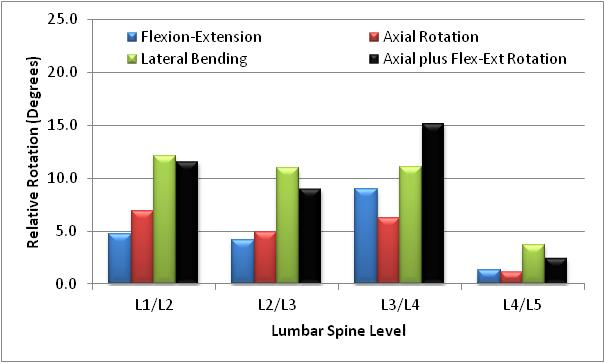 25.0
20.0
15.0
10.0
5.0
0.0
Relative Rotation (Degrees)
Flexion-Extension
Axial Rotation
Lateral Bending
Axial plus Flex-Ext Rotation
L1/L2 L2/L3 L3/L4 L4/L5
Lumbar Spine Level